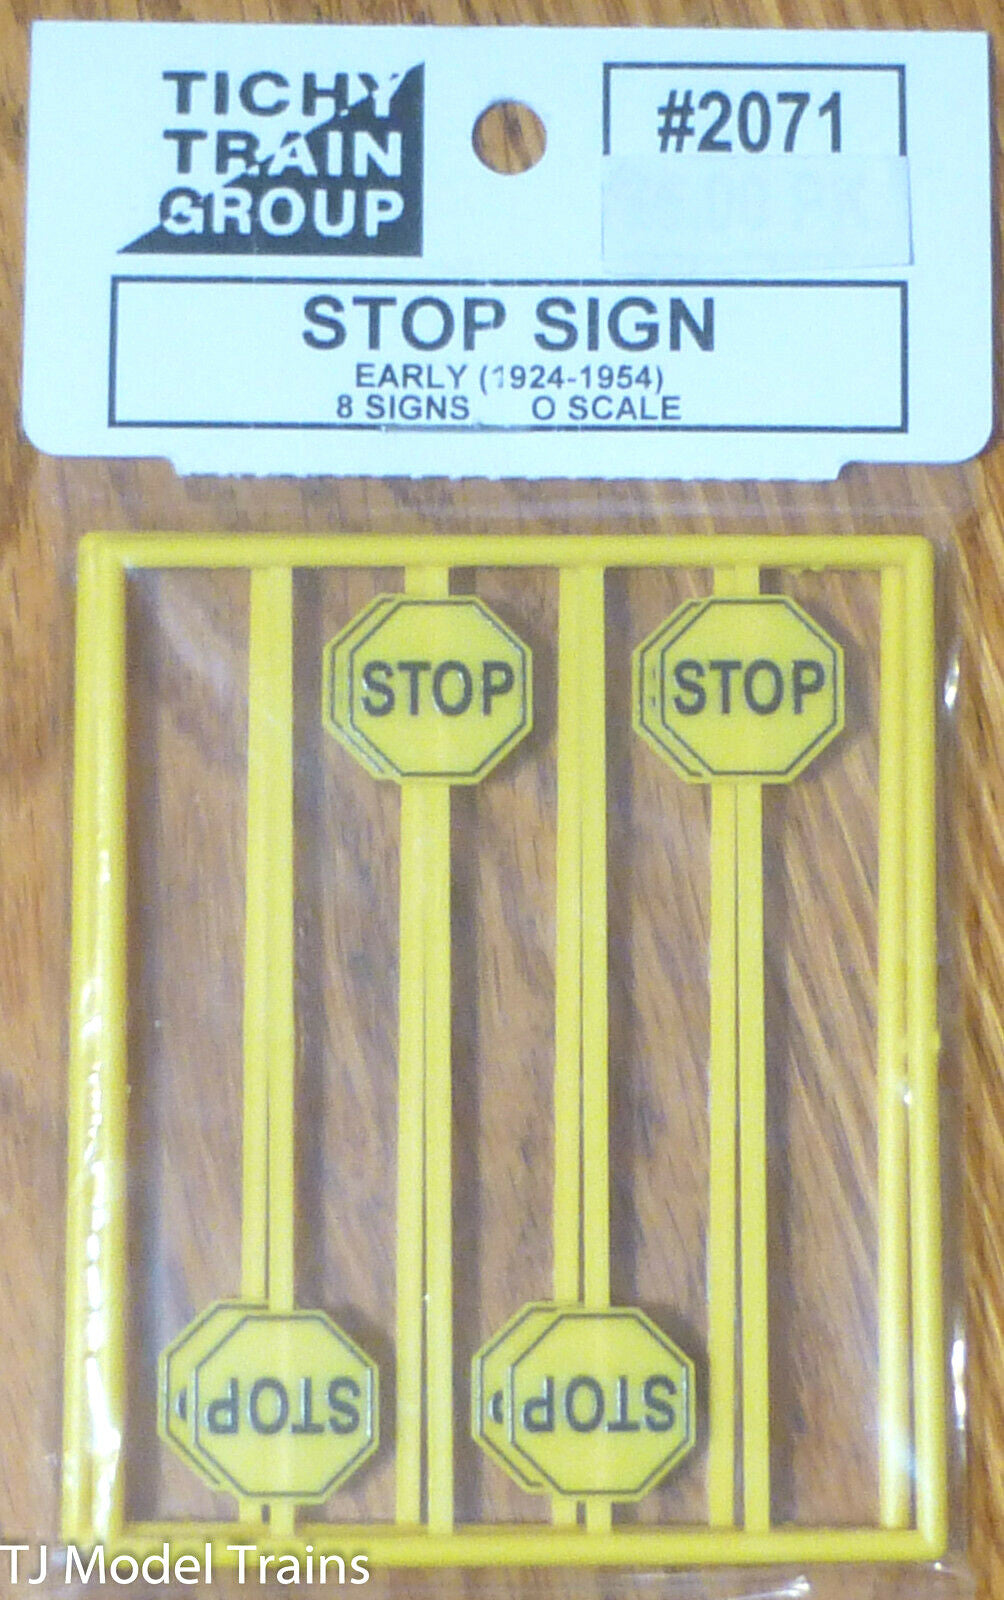 TICHY
TRAIN
GROUP
#2071
STOP SIGN
EARLY (1924-1954)
8 SIGNS O SCALE
STOP
STOP
STOP
STOP
TJ Model Trains